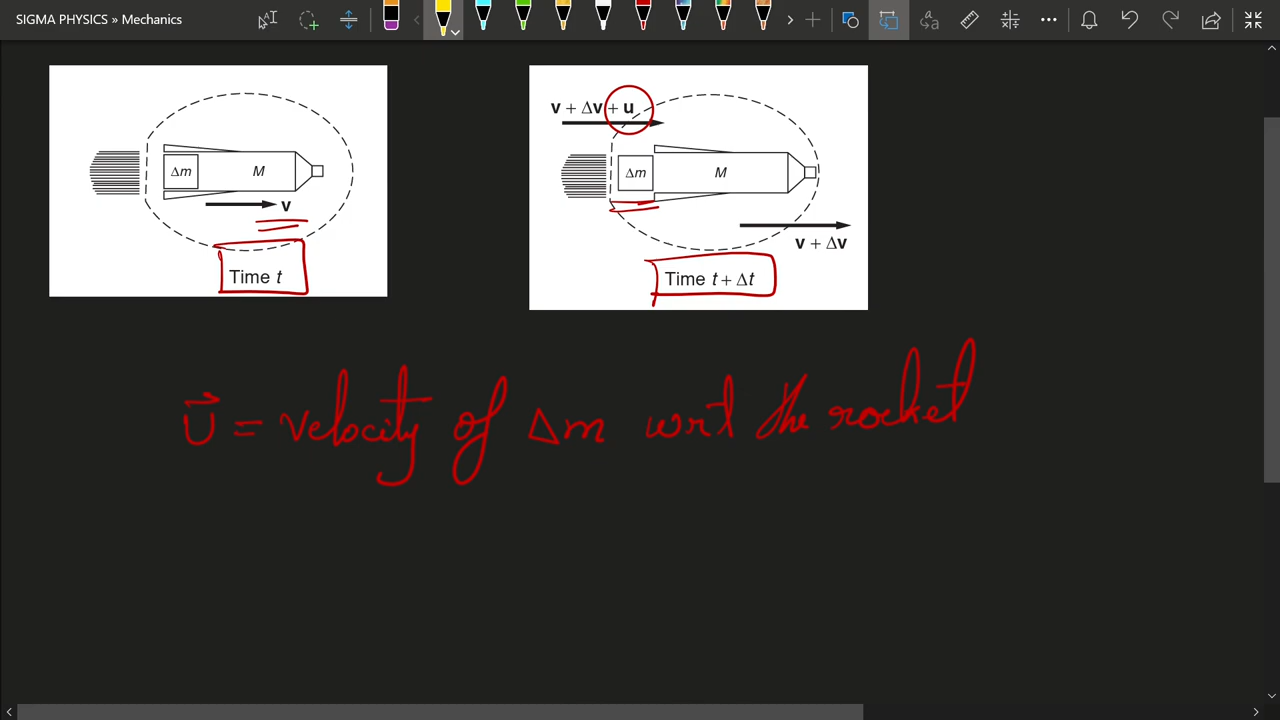 SIGMA PHYSICS » Mechanics
Δm
M
v
Time t
v + Δv + u
Δm
M
v + Δv
Time t + Δt
u⃗ = velocity of Δm wrt the rocket